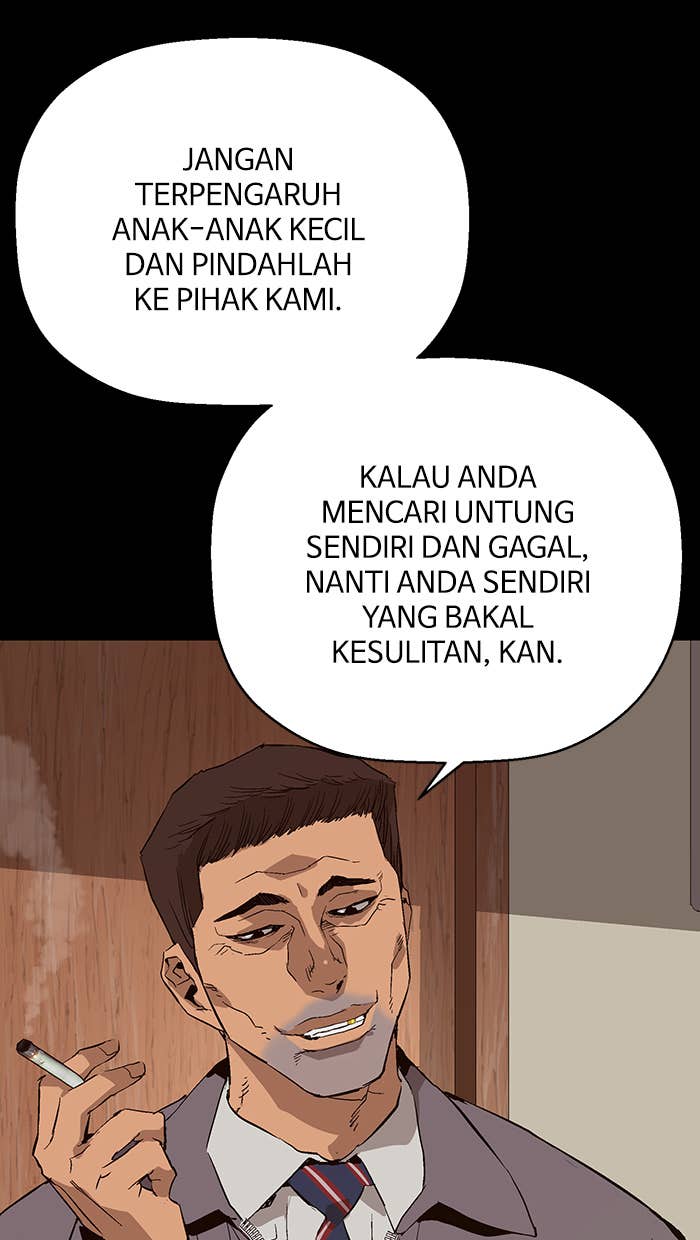 JANGAN
TERPENGARUH
ANAK-ANAK KECIL
DAN PINDAHLAH
KE PIHAK KAMI.
KALAU ANDA
MENCARI UNTUNG
SENDIRI DAN GAGAL,
NANTI ANDA SENDIRI
YANG BAKAL
KESULITAN, KAN.